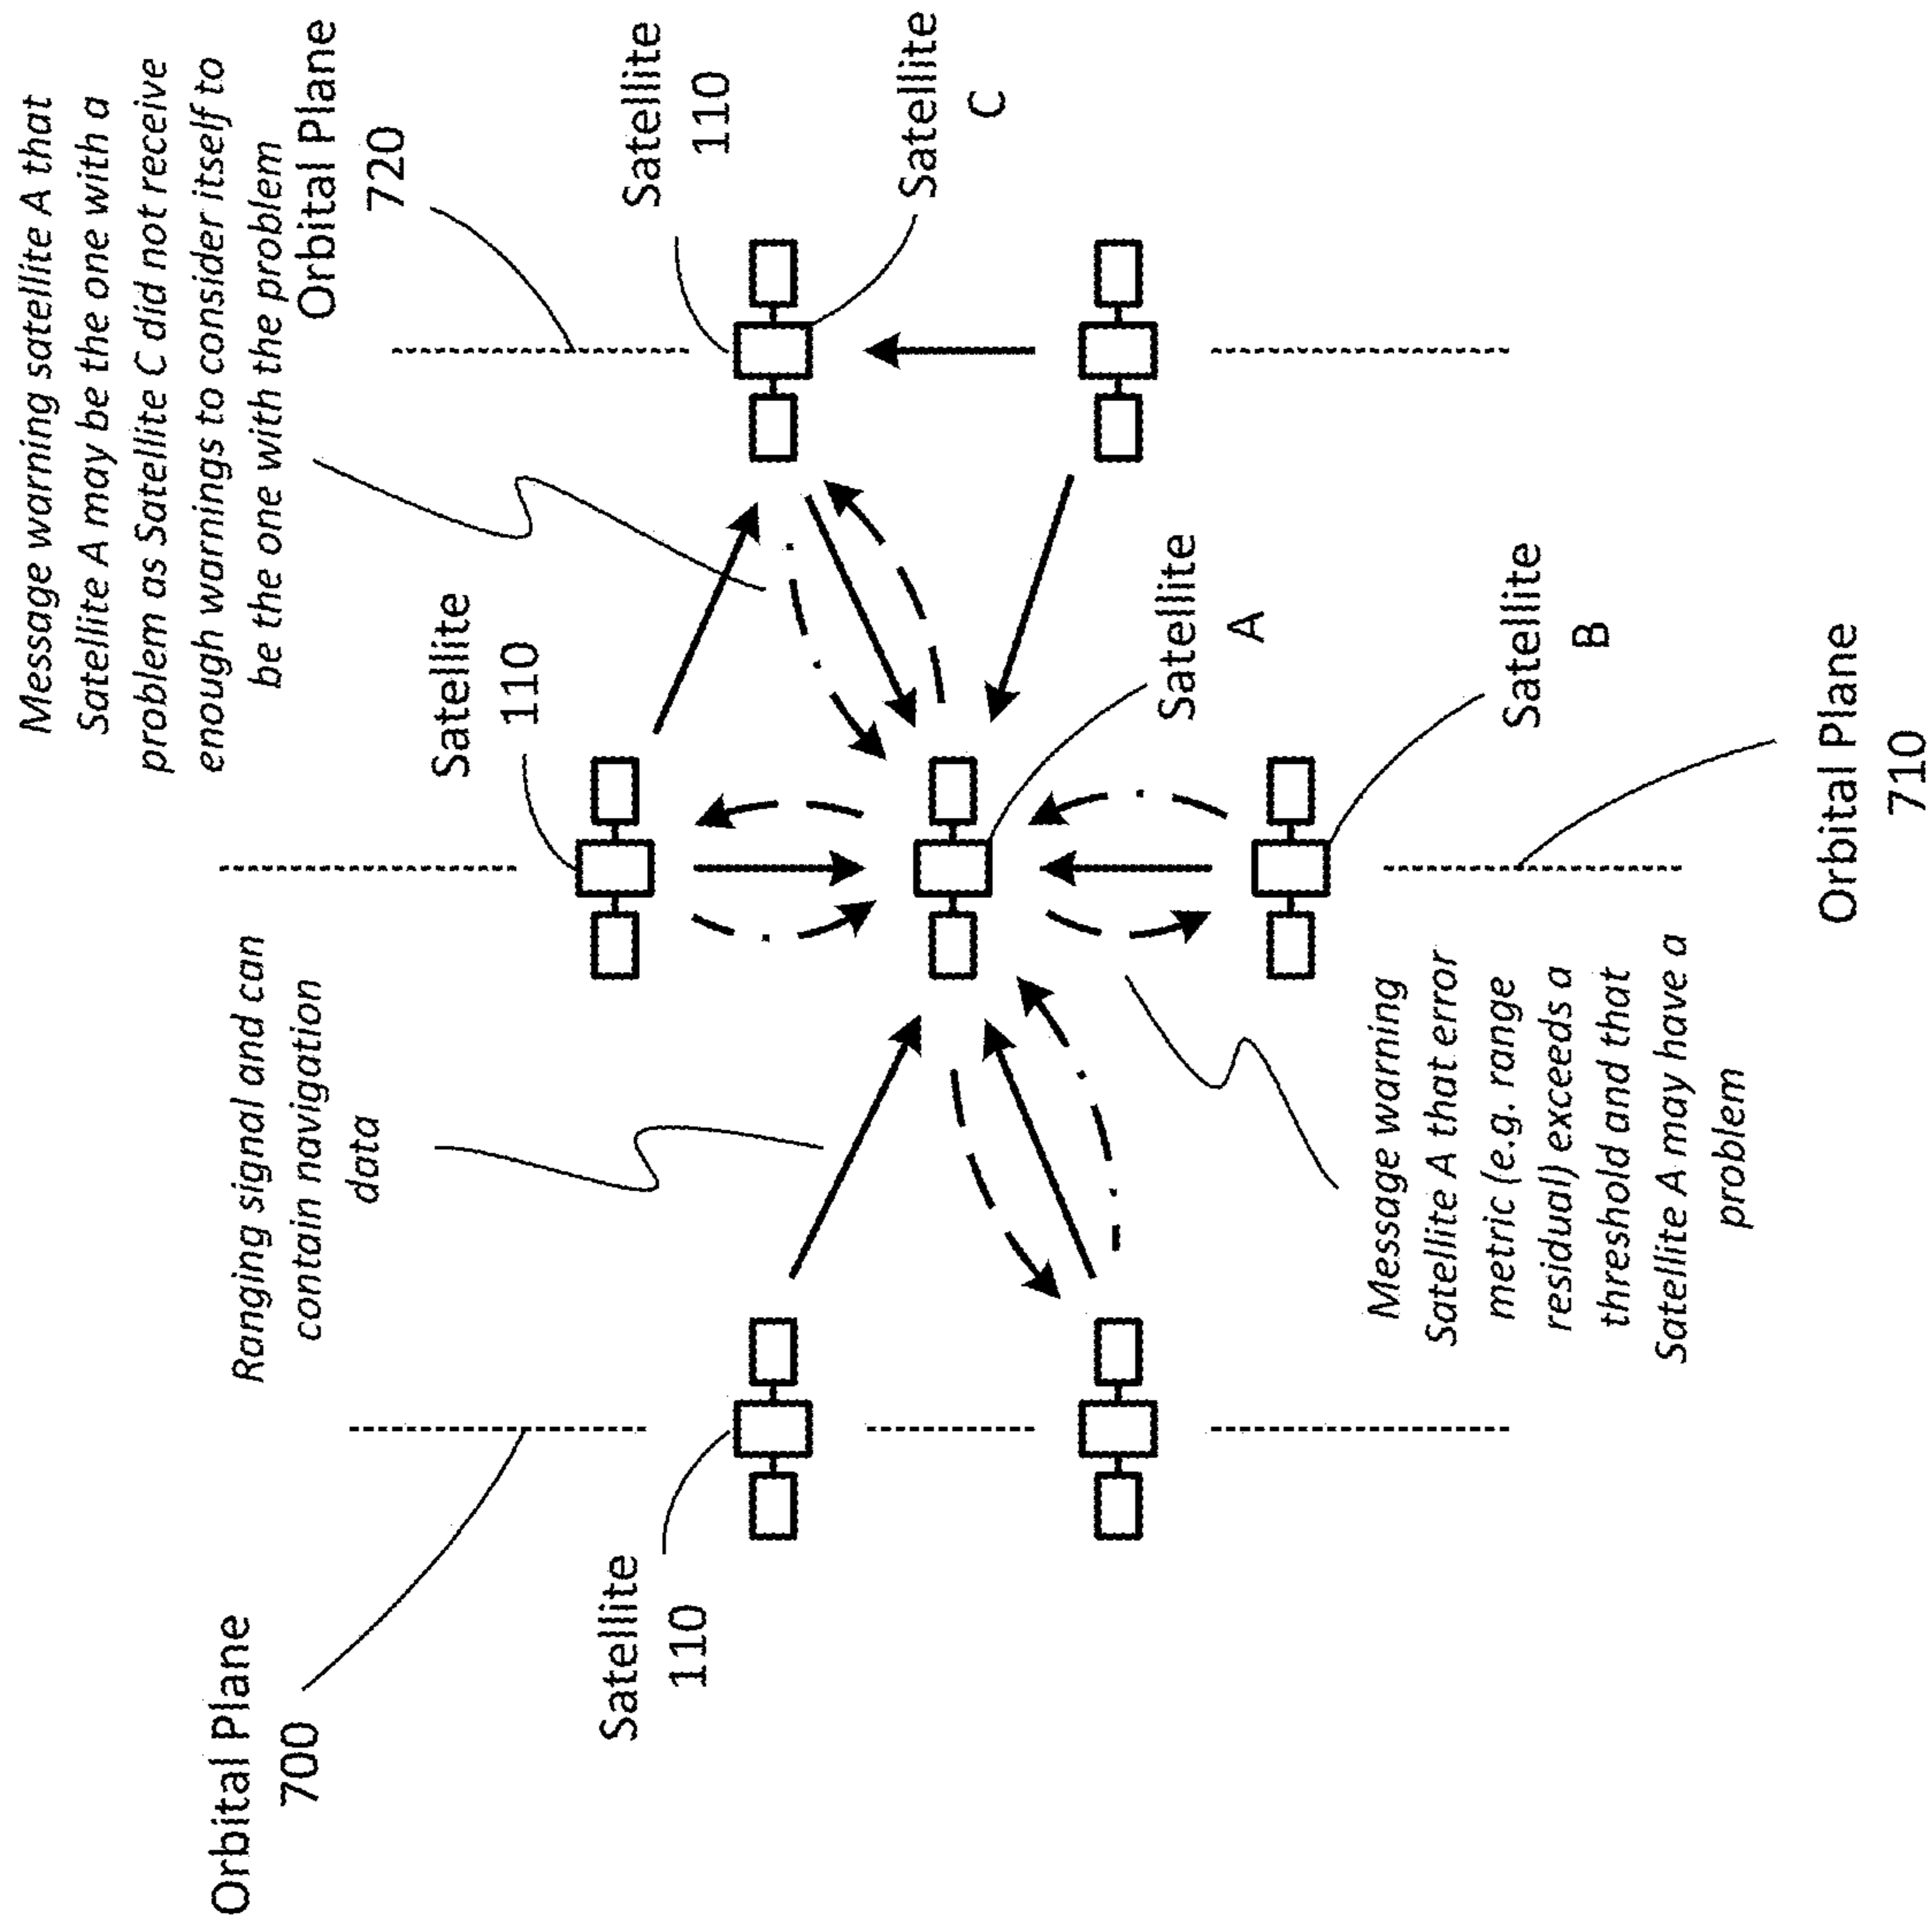 Message warning satellite A that
Satellite A may be the one with a
problem as Satellite C did not receive
enough warnings to consider itself to
be the one with the problem
Orbital Plane
720
Satellite
110
Satellite
C
Satellite
110
Ranging signal and can
contain navigation
data
Orbital Plane
700
Satellite
110
Satellite
A
Satellite
B
Message warning
Satellite A that error
metric (e.g. range
residual) exceeds a
threshold and that
Satellite A may have a
problem
Orbital Plane
710